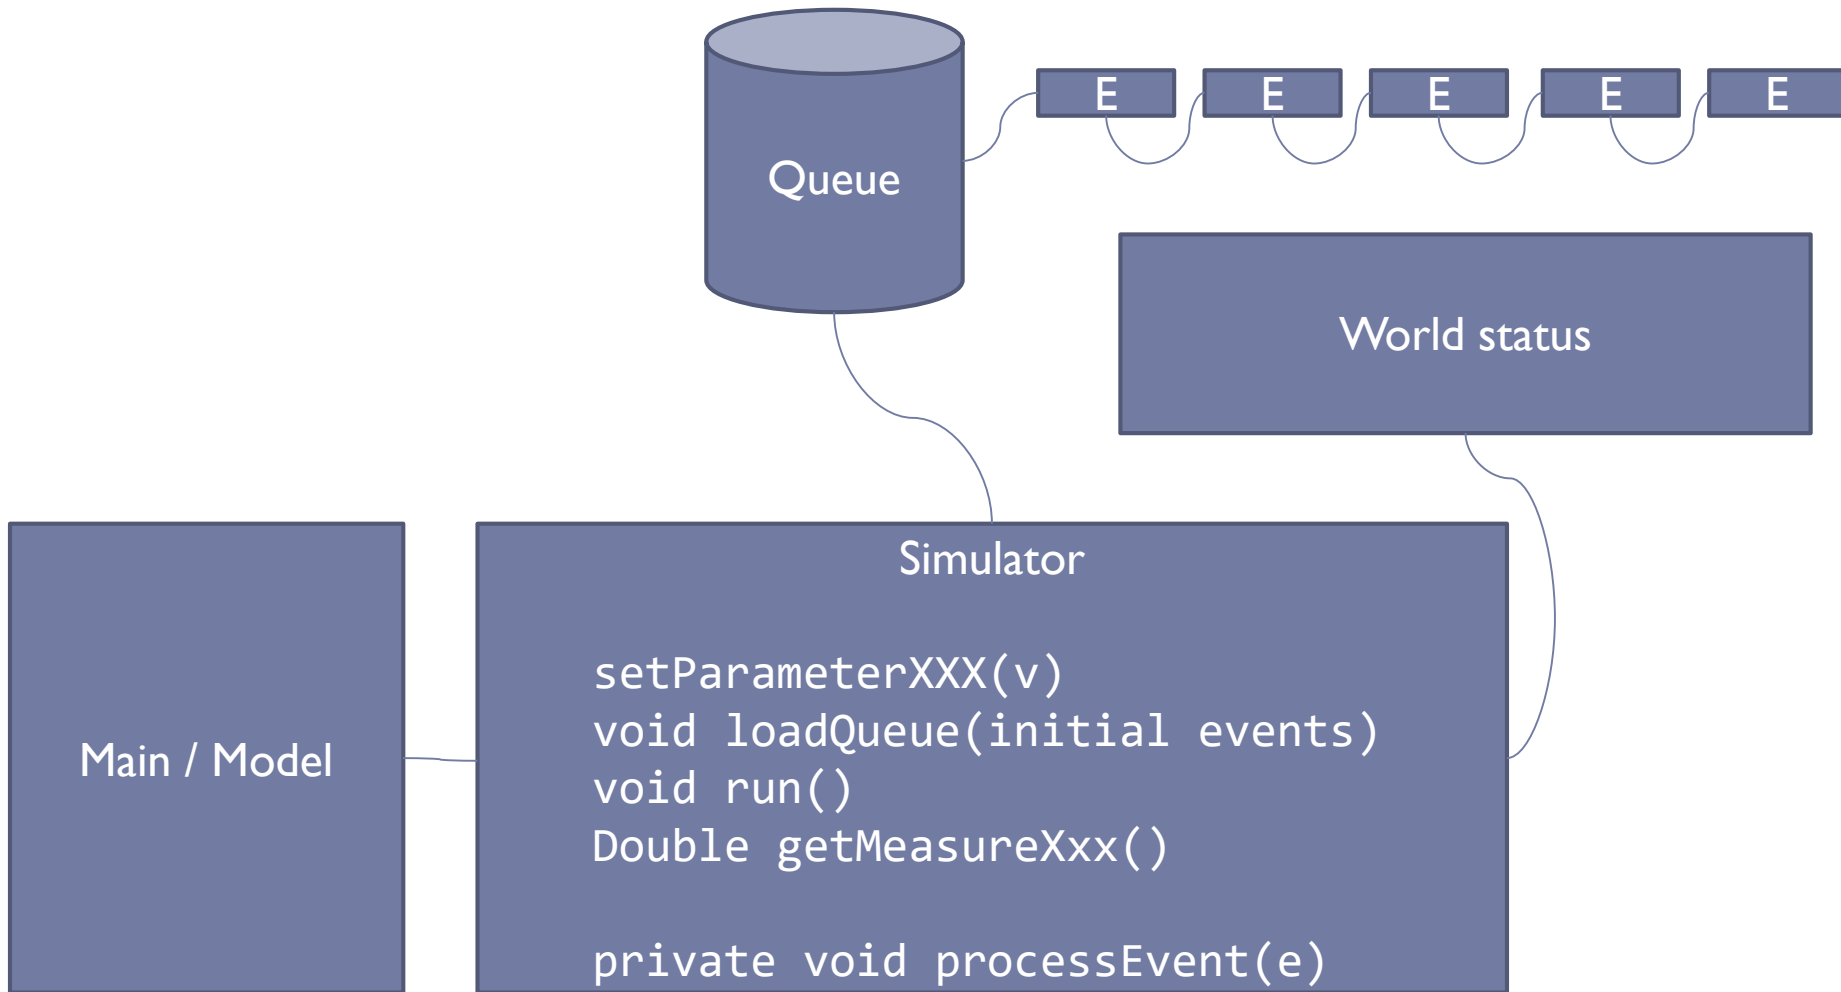 E
E
E
E
E
Queue
World status
Main / Model
Simulator
setParameterXXX(v)
void loadQueue(initial events)
void run()
Double getMeasureXxx()
private void processEvent(e)